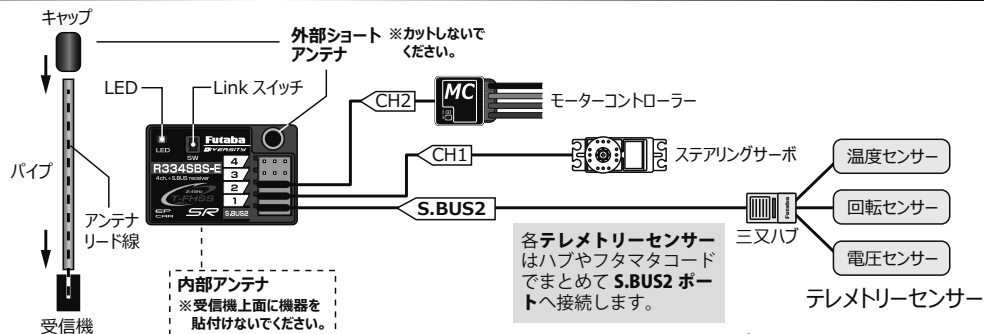 キャップ
外部ショート
アンテナ
※カットしないで
ください。
LED
Link スイッチ
CH2
MC
モーターコントローラー
CH1
ステアリングサーボ
温度センサー
回転センサー
電圧センサー
テレメトリーセンサー
三又ハブ
Futaba
S.BUS2
パイプ
アンテナ
リード線
受信機
LED
SW
Futaba
DIVERSITY
R334SBS-E
4ch. + S.BUS receiver
2.4GHz
T-FHSS
EP
CAR
SR
4
3
2
1
S.BUS2
内部アンテナ
※受信機上面に機器を
貼付けないでください。
各テレメトリーセンサー
はハブやフタマタコード
でまとめて S.BUS2 ポー
トへ接続します。